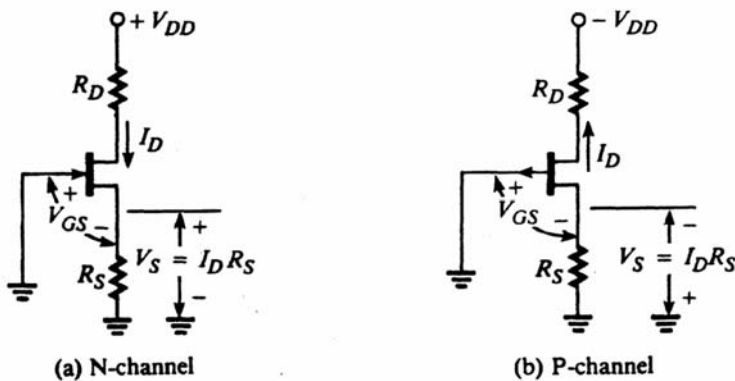 + V_DD
R_D
I_D
+
V_GS
−
+
V_S = I_D R_S
−
R_S
(a) N-channel
− V_DD
R_D
I_D
+
V_GS
−
−
V_S = I_D R_S
+
R_S
(b) P-channel